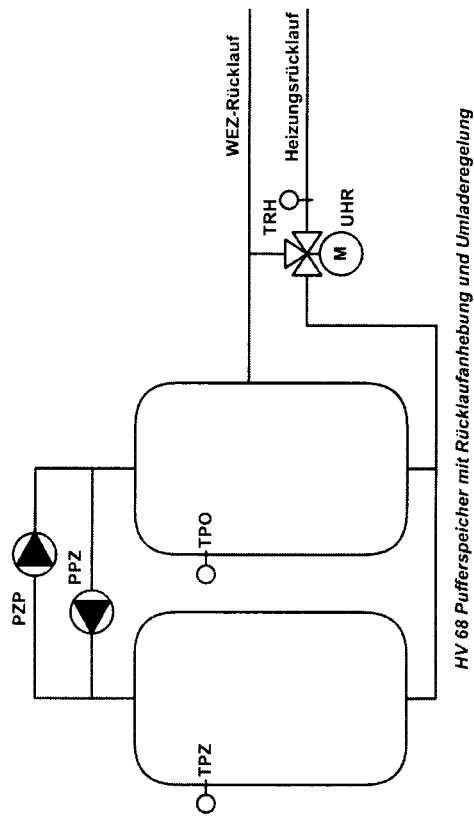 WEZ-Rücklauf
Heizungsrücklauf
TRH
UHR
M
PZP
PPZ
TPO
TPZ
HV 68 Pufferspeicher mit Rücklaufanhebung und Umladeregelung